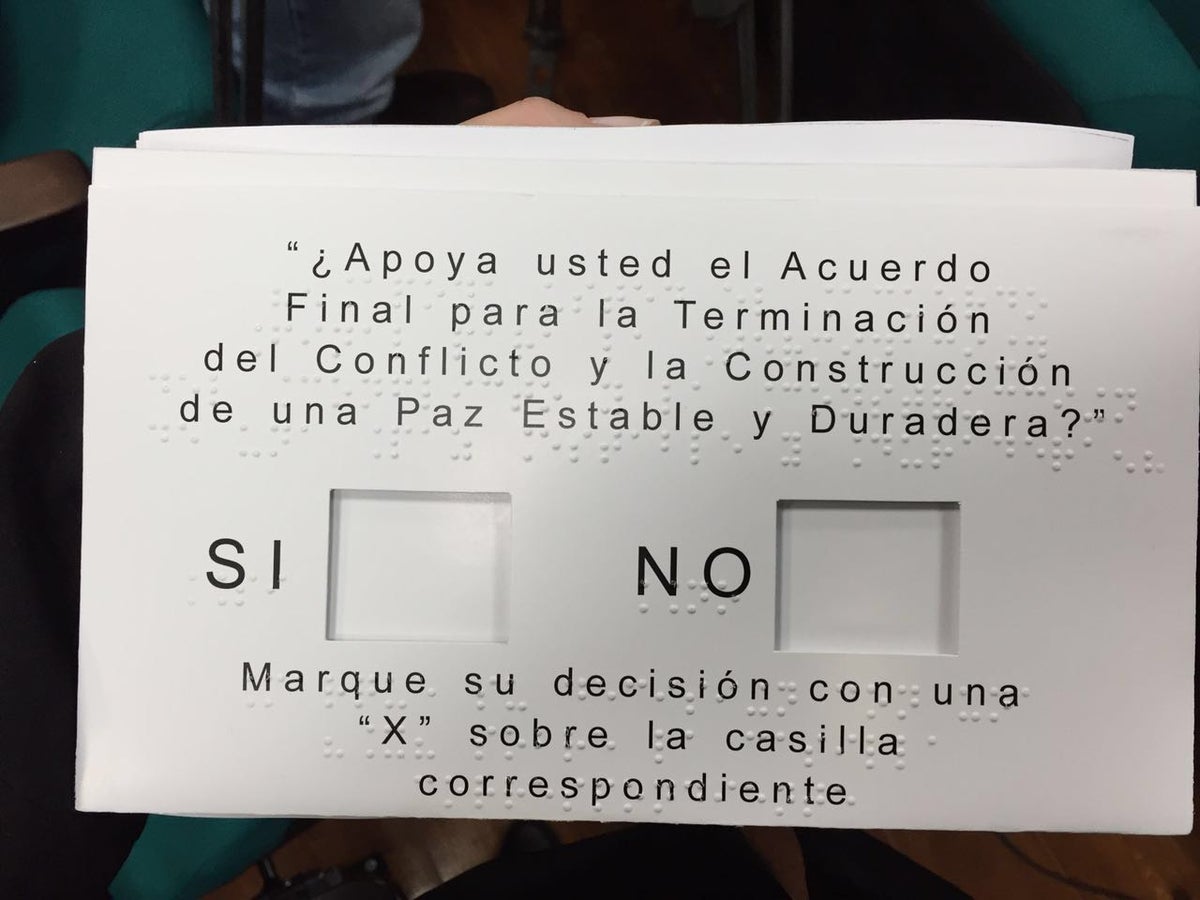 “¿Apoya usted el Acuerdo
Final para la Terminación
del Conflicto y la Construcción
de una Paz Estable y Duradera?”
SI NO
Marque su decisión con una
“X” sobre la casilla
correspondiente